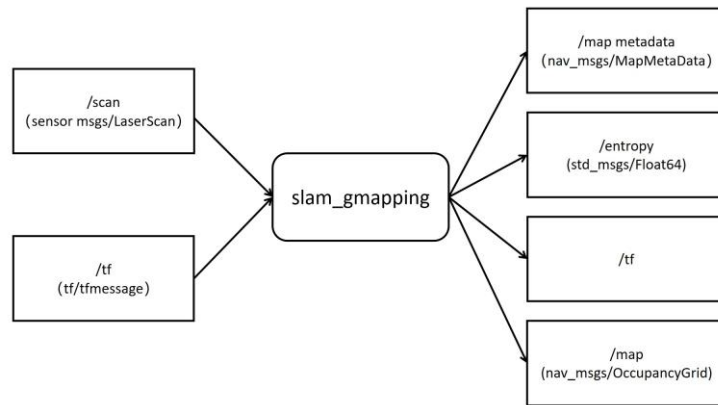 /scan
(sensor msgs/LaserScan)
/tf
(tf/tfmessage)
slam_gmapping
/map metadata
(nav_msgs/MapMetaData)
/entropy
(std_msgs/Float64)
/tf
/map
(nav_msgs/OccupancyGrid)